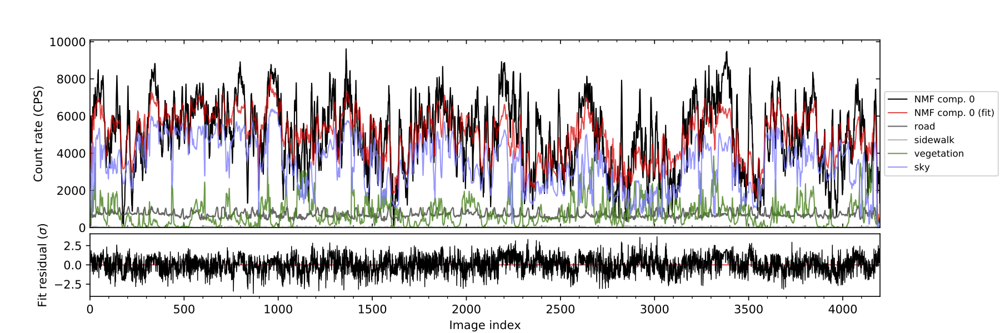 10000
8000
6000
4000
2000
0
Count rate (CPS)
NMF comp. 0
NMF comp. 0 (fit)
road
sidewalk
vegetation
sky
2.5
0.0
−2.5
Fit residual (σ)
0 500 1000 1500 2000 2500 3000 3500 4000
Image index